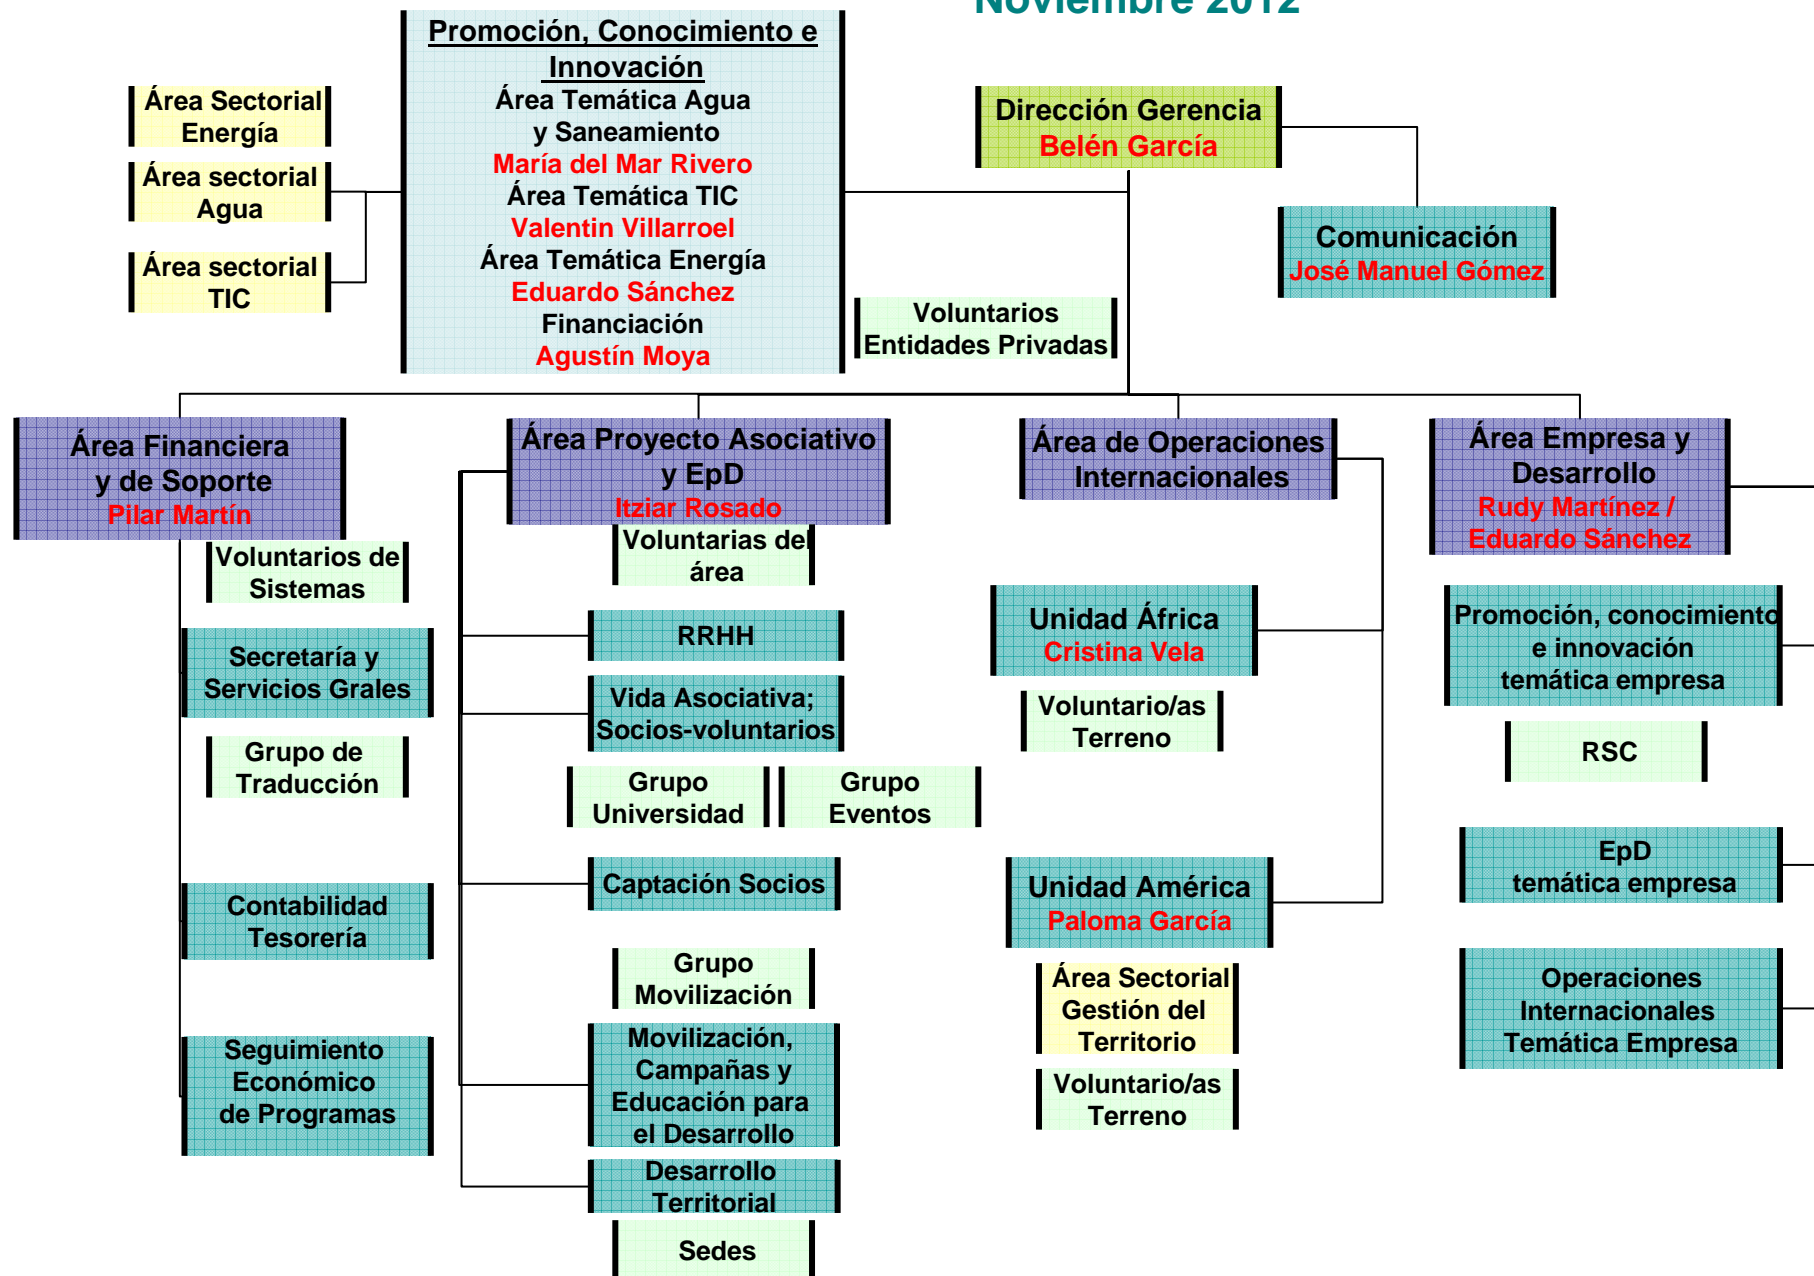 Noviembre 2012
Promoción, Conocimiento e
Innovación
Área Temática Agua
y Saneamiento
María del Mar Rivero
Área Temática TIC
Valentin Villarroel
Área Temática Energía
Eduardo Sánchez
Financiación
Agustín Moya
Área Sectorial
Energía
Área sectorial
Agua
Área sectorial
TIC
Dirección Gerencia
Belén García
Comunicación
José Manuel Gómez
Voluntarios
Entidades Privadas
Área Financiera
y de Soporte
Pilar Martín
Voluntarios de
Sistemas
Secretaría y
Servicios Grales
Grupo de
Traducción
Contabilidad
Tesorería
Seguimiento
Económico
de Programas
Área Proyecto Asociativo
y EpD
Itziar Rosado
Voluntarias del
área
RRHH
Vida Asociativa;
Socios-voluntarios
Grupo
Universidad
Grupo
Eventos
Captación Socios
Grupo
Movilización
Movilización,
Campañas y
Educación para
el Desarrollo
Desarrollo
Territorial
Sedes
Área de Operaciones
Internacionales
Unidad África
Cristina Vela
Voluntario/as
Terreno
Unidad América
Paloma García
Área Sectorial
Gestión del
Territorio
Voluntario/as
Terreno
Área Empresa y
Desarrollo
Rudy Martínez /
Eduardo Sánchez
Promoción, conocimiento
e innovación
temática empresa
RSC
EpD
temática empresa
Operaciones
Internacionales
Temática Empresa